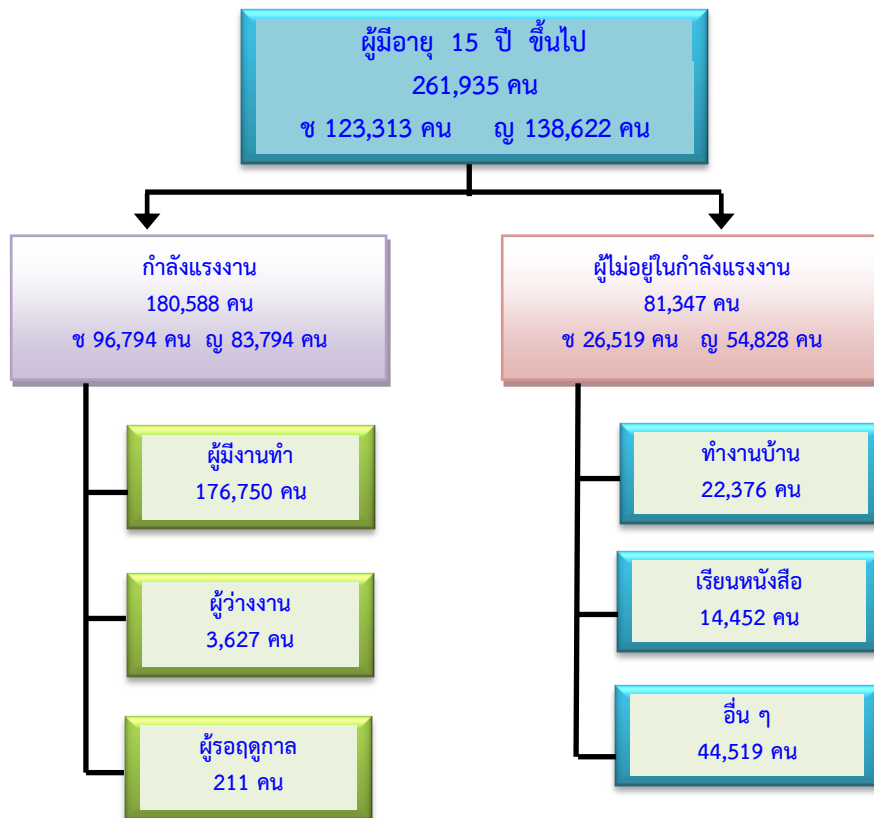 ผู้มีอายุ 15 ปี ขึ้นไป
261,935 คน
ช 123,313 คน ญ 138,622 คน
กำลังแรงงาน
180,588 คน
ช 96,794 คน ญ 83,794 คน
ผู้มีงานทำ
176,750 คน
ผู้ว่างงาน
3,627 คน
ผู้รอฤดูกาล
211 คน
ผู้ไม่อยู่ในกำลังแรงงาน
81,347 คน
ช 26,519 คน ญ 54,828 คน
ทำงานบ้าน
22,376 คน
เรียนหนังสือ
14,452 คน
อื่น ๆ
44,519 คน